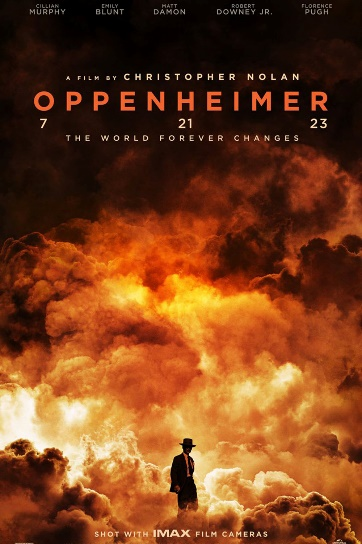 CILLIAN MURPHY
EMILY BLUNT
MATT DAMON
ROBERT DOWNEY JR.
FLORENCE PUGH
A FILM BY CHRISTOPHER NOLAN
OPPENHEIMER
7 21 23
THE WORLD FOREVER CHANGES
SHOT WITH IMAX FILM CAMERAS